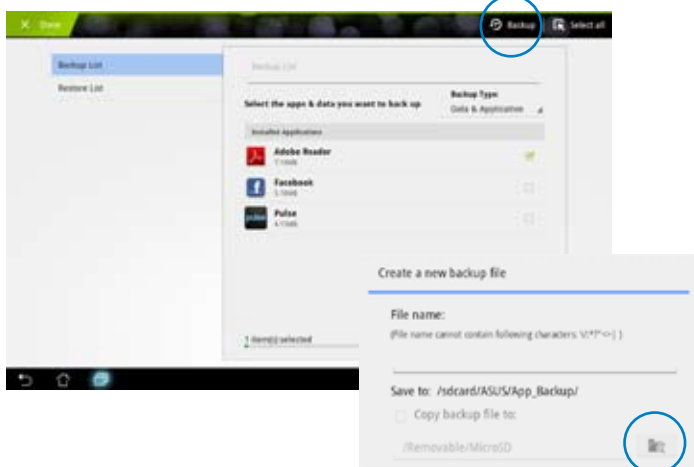 Done
Backup
Select all
Backup List
Restore List
Backup List
Select the apps & data you want to back up
Backup Type:
Data & Application
Installed Applications
Adobe Reader
Facebook
Pulse
pulse
1 item(s) selected
Create a new backup file
File name:
(File name cannot contain following characters:
Save to: /sdcard/ASUS/App_Backup/
Copy backup file to:
/Removable/MicroSD